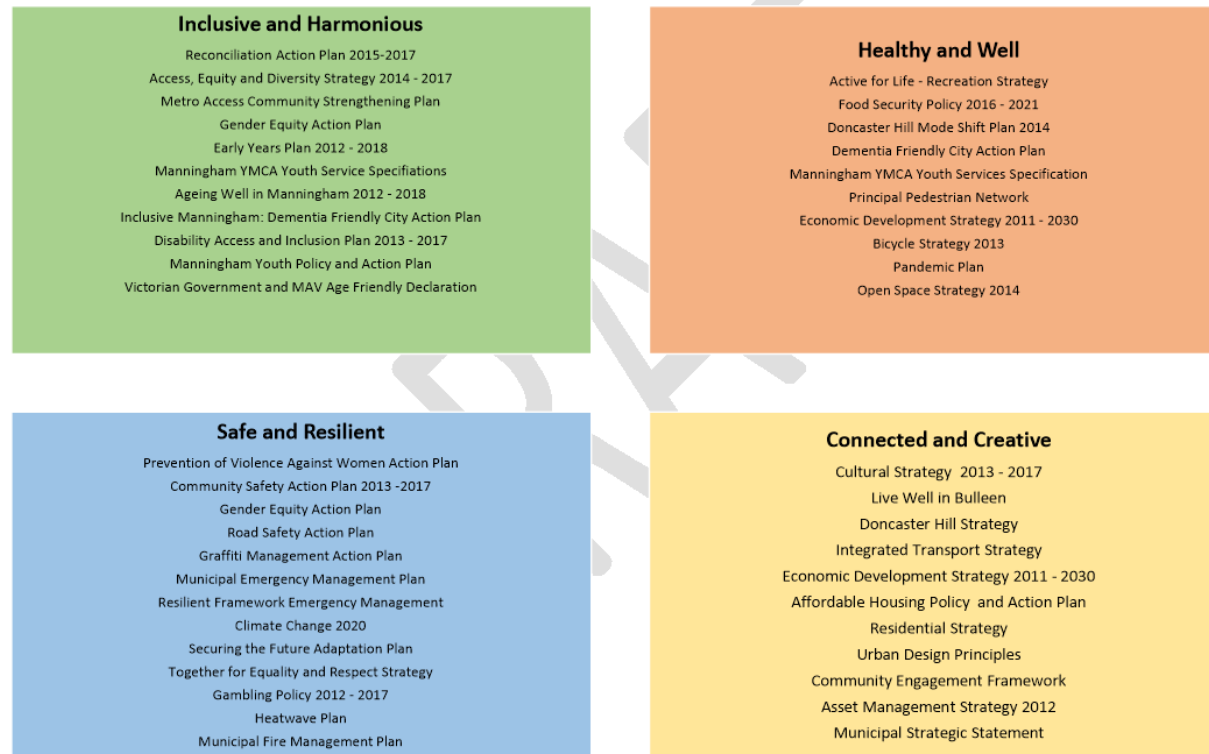 Inclusive and Harmonious
Reconciliation Action Plan 2015-2017
Access, Equity and Diversity Strategy 2014 - 2017
Metro Access Community Strengthening Plan
Gender Equity Action Plan
Early Years Plan 2012 - 2018
Manningham YMCA Youth Service Specifiations
Ageing Well in Manningham 2012 - 2018
Inclusive Manningham: Dementia Friendly City Action Plan
Disability Access and Inclusion Plan 2013 - 2017
Manningham Youth Policy and Action Plan
Victorian Government and MAV Age Friendly Declaration
Healthy and Well
Active for Life - Recreation Strategy
Food Security Policy 2016 - 2021
Doncaster Hill Mode Shift Plan 2014
Dementia Friendly City Action Plan
Manningham YMCA Youth Services Specification
Principal Pedestrian Network
Economic Development Strategy 2011 - 2030
Bicycle Strategy 2013
Pandemic Plan
Open Space Strategy 2014
Safe and Resilient
Prevention of Violence Against Women Action Plan
Community Safety Action Plan 2013 -2017
Gender Equity Action Plan
Road Safety Action Plan
Graffiti Management Action Plan
Municipal Emergency Management Plan
Resilient Framework Emergency Management
Climate Change 2020
Securing the Future Adaptation Plan
Together for Equality and Respect Strategy
Gambling Policy 2012 - 2017
Heatwave Plan
Municipal Fire Management Plan
Connected and Creative
Cultural Strategy  2013 - 2017
Live Well in Bulleen
Doncaster Hill Strategy
Integrated Transport Strategy
Economic Development Strategy 2011 - 2030
Affordable Housing Policy  and Action Plan
Residential Strategy
Urban Design Principles
Community Engagement Framework
Asset Management Strategy 2012
Municipal Strategic Statement